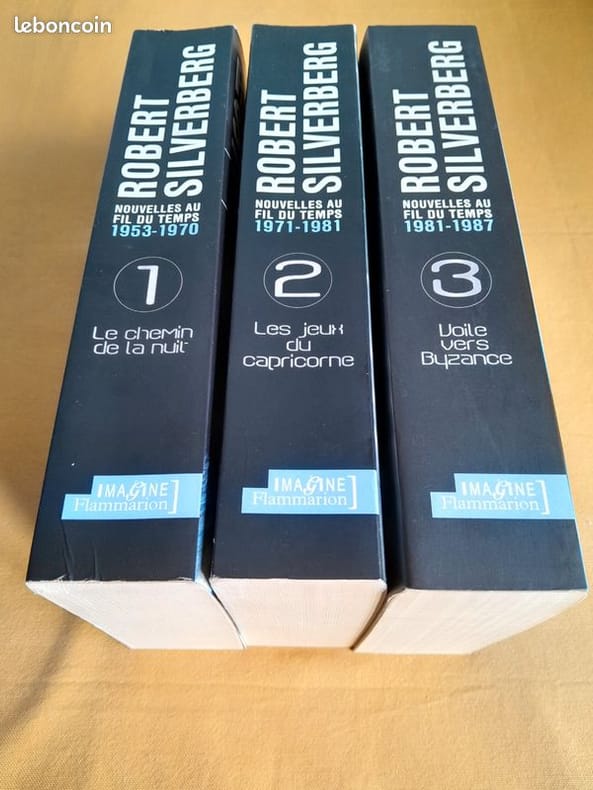 leboncoin
ROBERT
SILVERBERG
NOUVELLES AU
FIL DU TEMPS
1953-1970
1
Le chemin
de la nuit
IMAGINE
Flammarion
ROBERT
SILVERBERG
NOUVELLES AU
FIL DU TEMPS
1971-1981
2
Les jeux
du
capricorne
IMAGINE
Flammarion
ROBERT
SILVERBERG
NOUVELLES AU
FIL DU TEMPS
1981-1987
3
Voile
vers
Byzance
IMAGINE
Flammarion